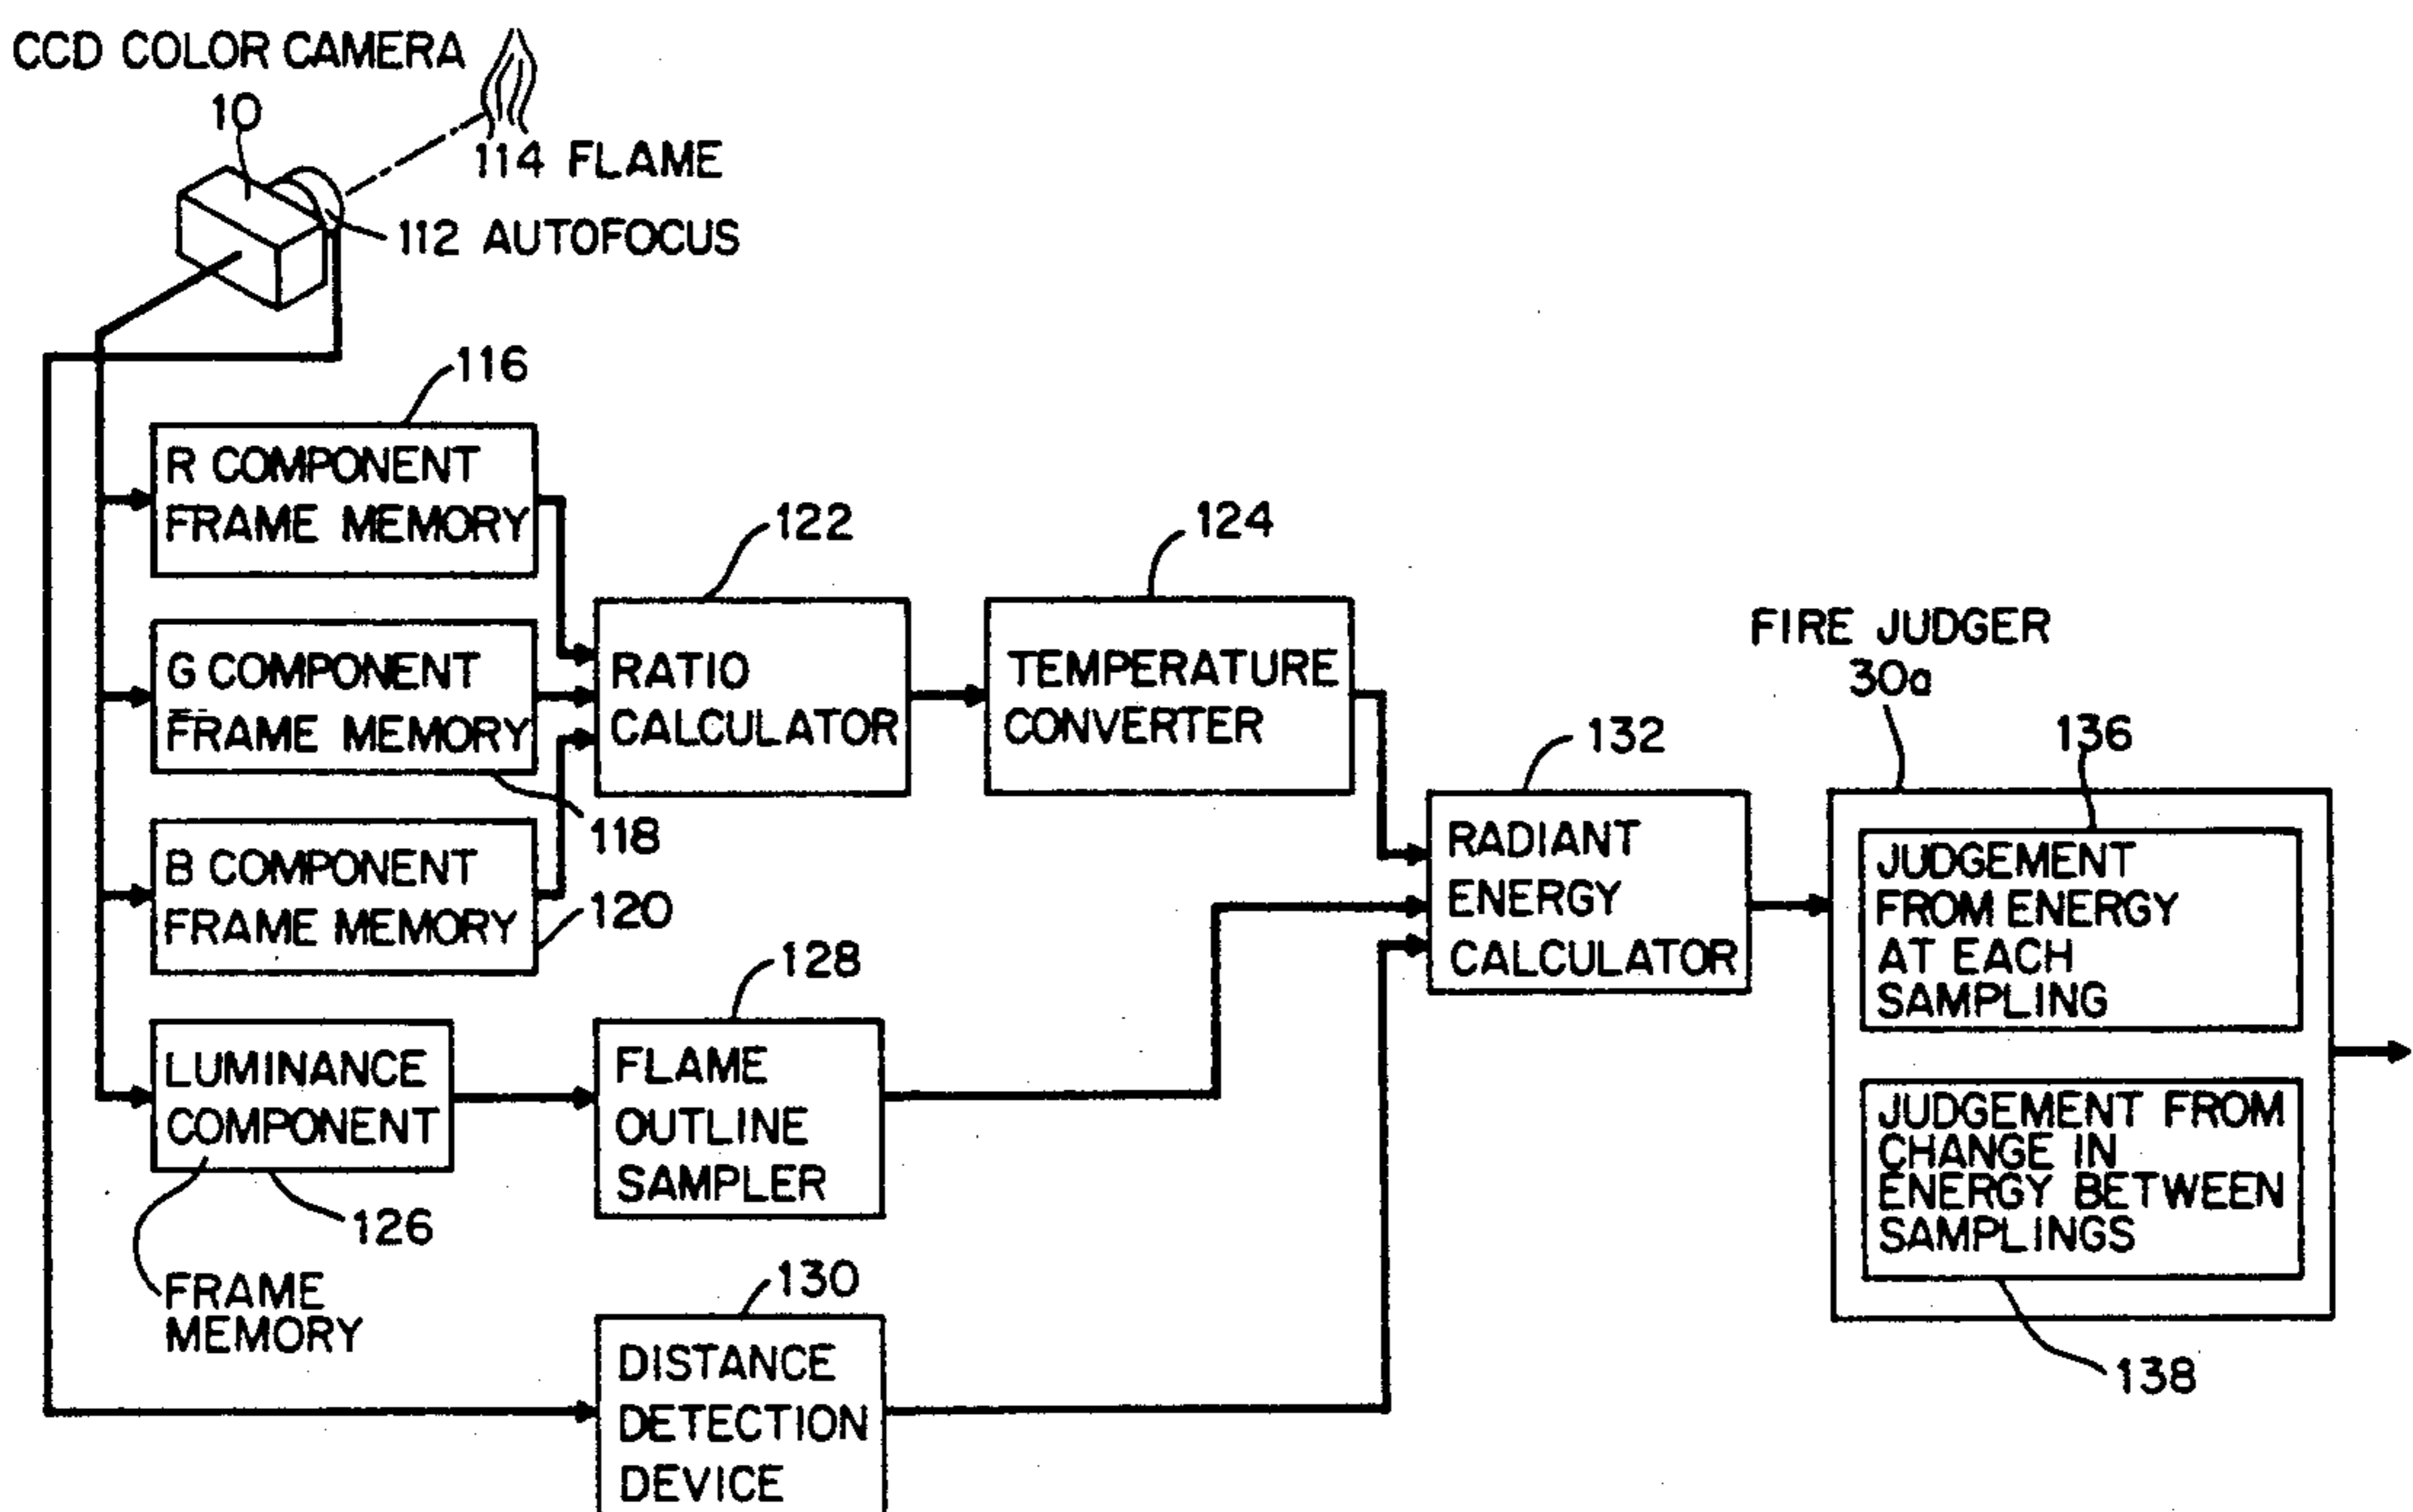 CCD COLOR CAMERA
10
114 FLAME
112 AUTOFOCUS
116
R COMPONENT
FRAME MEMORY
122
124
G COMPONENT
FRAME MEMORY
118
RATIO
CALCULATOR
TEMPERATURE
CONVERTER
FIRE JUDGER
30a
132
136
B COMPONENT
FRAME MEMORY
120
RADIANT
ENERGY
CALCULATOR
JUDGEMENT
FROM ENERGY
AT EACH
SAMPLING
128
LUMINANCE
COMPONENT
126
FRAME
MEMORY
FLAME
OUTLINE
SAMPLER
JUDGEMENT FROM
CHANGE IN
ENERGY BETWEEN
SAMPLINGS
138
130
DISTANCE
DETECTION
DEVICE